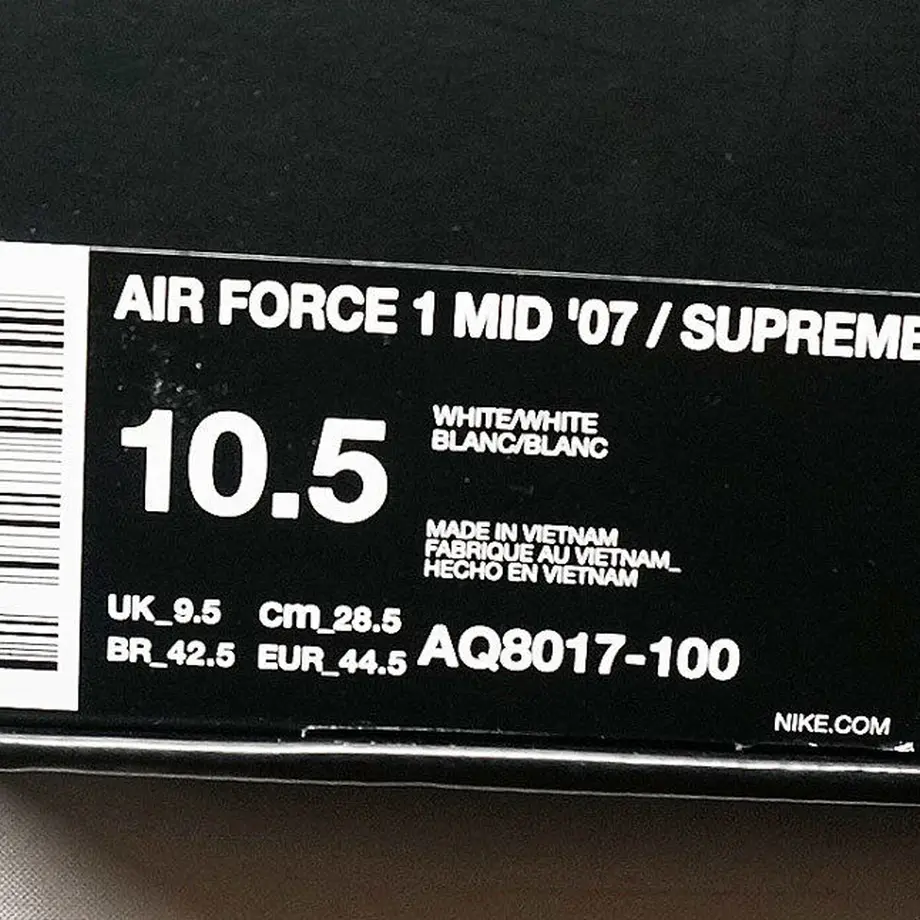 AIR FORCE 1 MID '07 / SUPREME
10.5
WHITE/WHITE
BLANC/BLANC
MADE IN VIETNAM
FABRIQUE AU VIETNAM_
HECHO EN VIETNAM
UK_9.5 cm_28.5
BR_42.5 EUR_44.5
AQ8017-100
NIKE.COM